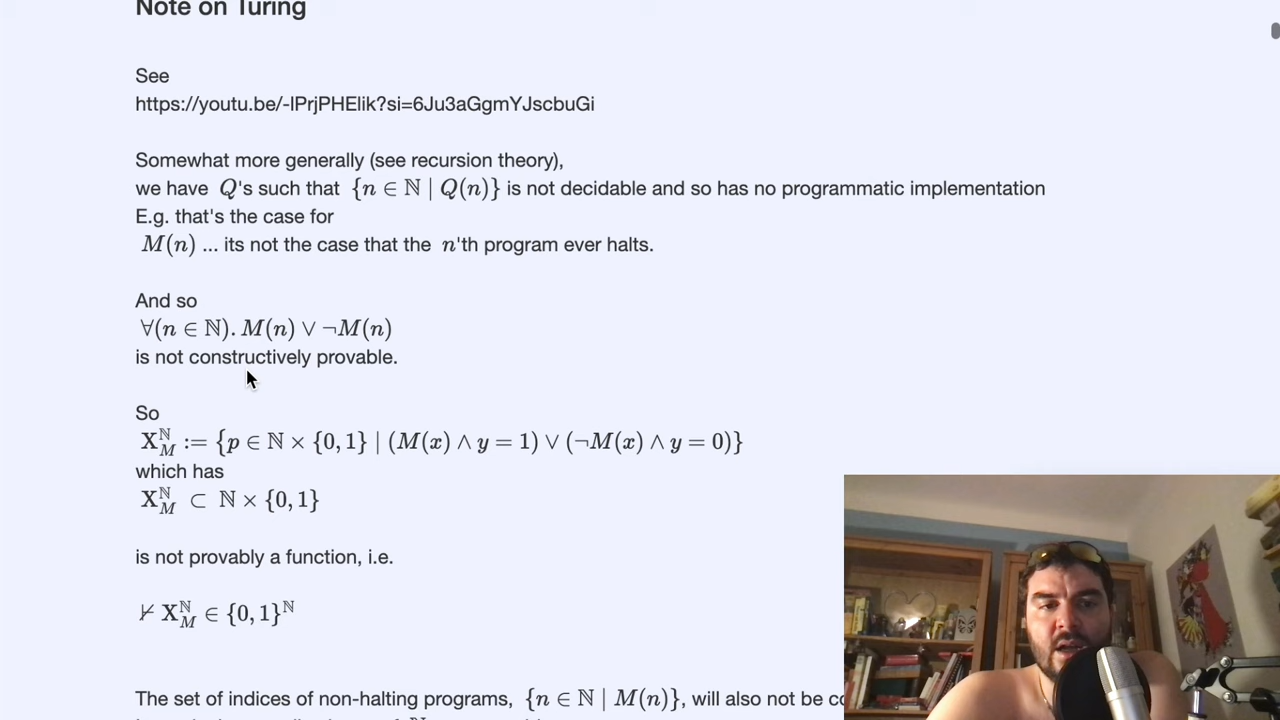 Note on Turing
See
https://youtu.be/-lPrjPHElik?si=6Ju3aGgmYJscbuGi
Somewhat more generally (see recursion theory),
we have Q's such that {n ∈ ℕ | Q(n)} is not decidable and so has no programmatic implementation
E.g. that's the case for
M(n) ... its not the case that the n'th program ever halts.
And so
∀(n ∈ ℕ). M(n) ∨ ¬M(n)
is not constructively provable.
So
X_M^ℕ := {p ∈ ℕ × {0, 1} | (M(x) ∧ y = 1) ∨ (¬M(x) ∧ y = 0)}
which has
X_M^ℕ ⊂ ℕ × {0, 1}
is not provably a function, i.e.
⊬ X_M^ℕ ∈ {0, 1}^ℕ
The set of indices of non-halting programs, {n ∈ ℕ | M(n)}, will also not be